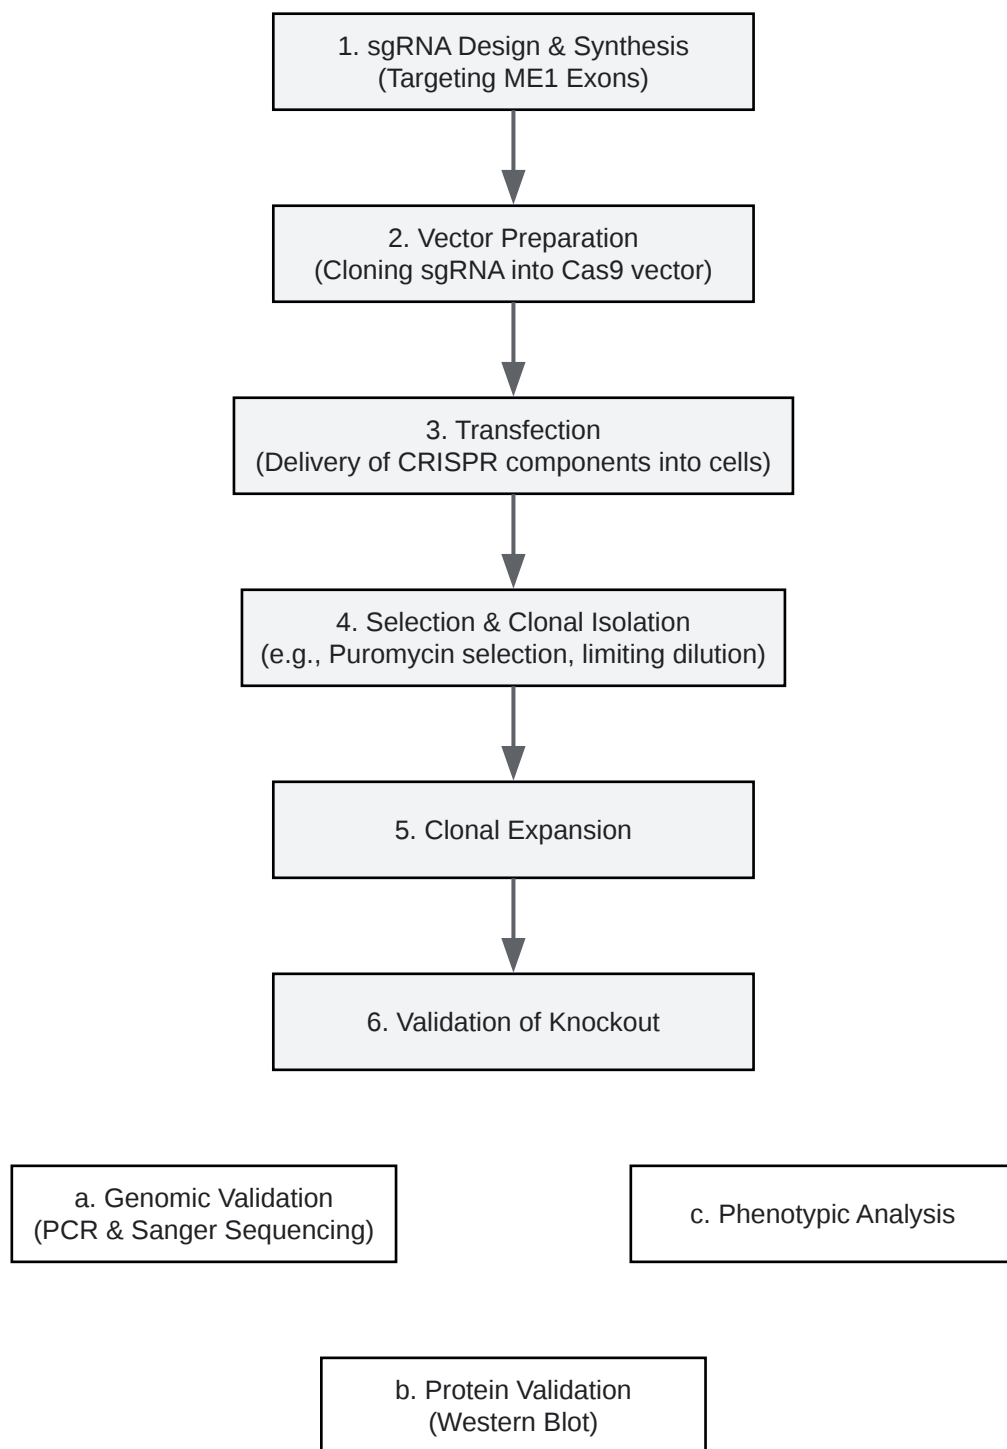 1. sgRNA Design & Synthesis
(Targeting ME1 Exons)
2. Vector Preparation
(Cloning sgRNA into Cas9 vector)
3. Transfection
(Delivery of CRISPR components into cells)
4. Selection & Clonal Isolation
(e.g., Puromycin selection, limiting dilution)
5. Clonal Expansion
6. Validation of Knockout
a. Genomic Validation
(PCR & Sanger Sequencing)
c. Phenotypic Analysis
b. Protein Validation
(Western Blot)